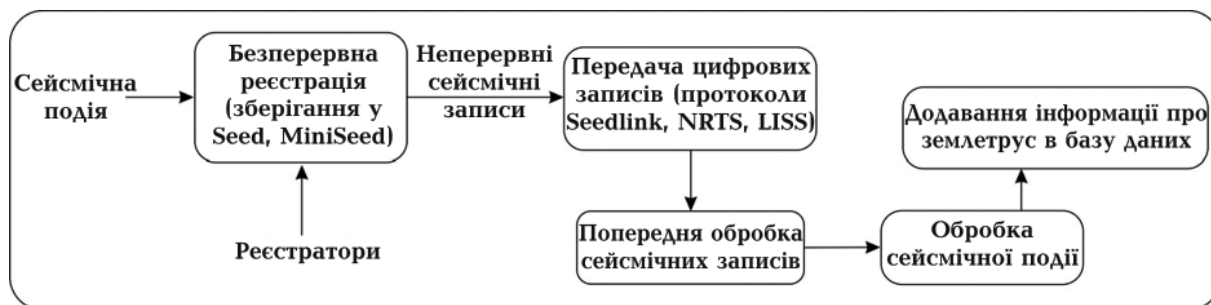 Сейсмічна
подія
Безперервна
реєстрація
(зберігання у
Seed, MiniSeed)
Реєстратори
Неперервні
сейсмічні
записи
Передача цифрових
записів (протоколи
Seedlink, NRTS, LISS)
Попередня обробка
сейсмічних записів
Обробка
сейсмічної події
Додавання інформації про
землетрус в базу даних